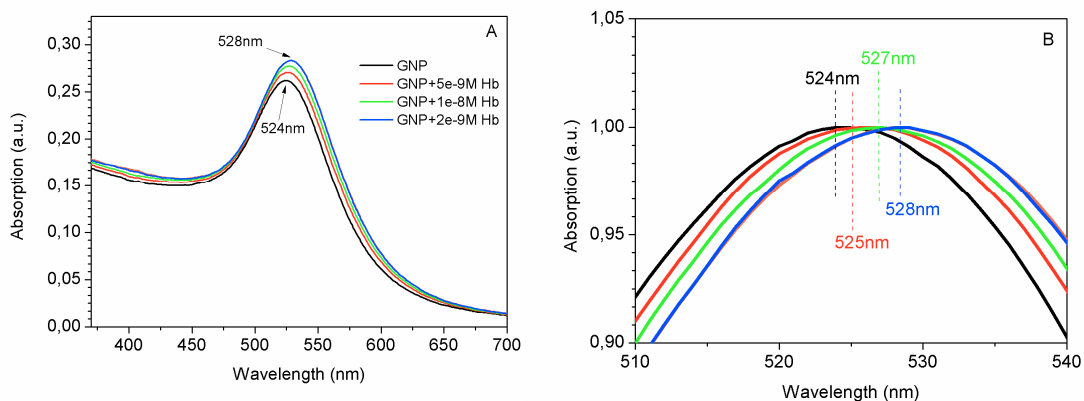 A
528nm
GNP
GNP+5e-9M Hb
GNP+1e-8M Hb
GNP+2e-9M Hb
524nm
0,30
0,25
0,20
0,15
0,10
0,05
0,00
Absorption (a.u.)
400 450 500 550 600 650 700
Wavelength (nm)
B
524nm
527nm
525nm
528nm
1,05
1,00
0,95
0,90
Absorption (a.u.)
510 520 530 540
Wavelength (nm)